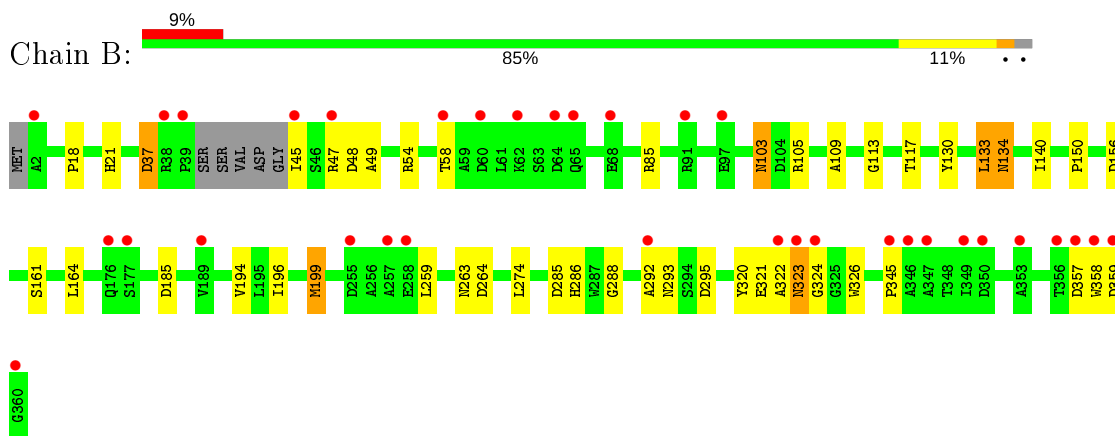 9%
Chain B:
85% 11% • •
MET A2 P18 H21 D37 R38 P39 SER SER VAL ASP GLY I45 S46 R47 D48 A49 R54 T58 A59 D60 L61 K62 S63 D64 Q65 E68 R85 R91 E97 N103 D104 R105 A109 G113 T117 Y130 L133 N134 I140 P150 D156
S161 L164 Q176 S177 D185 V189 V194 L195 I196 M199 D255 A256 A257 E258 L259 N263 D264 L274 D285 H286 W287 G288 A292 N293 S294 D295 Y320 E321 A322 N323 G324 G325 W326 P345 A346 A347 T348 I349 D350 A353 T356 D357 W358
G360